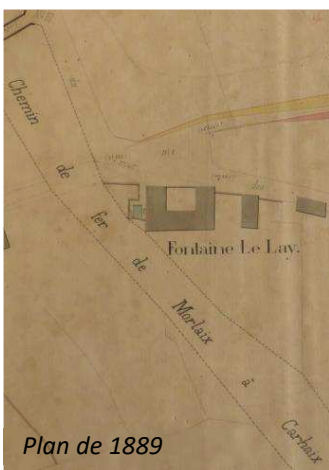 Chemin de fer de Morlaix à Carhaix
Fontaine Le Lay.
Plan de 1889